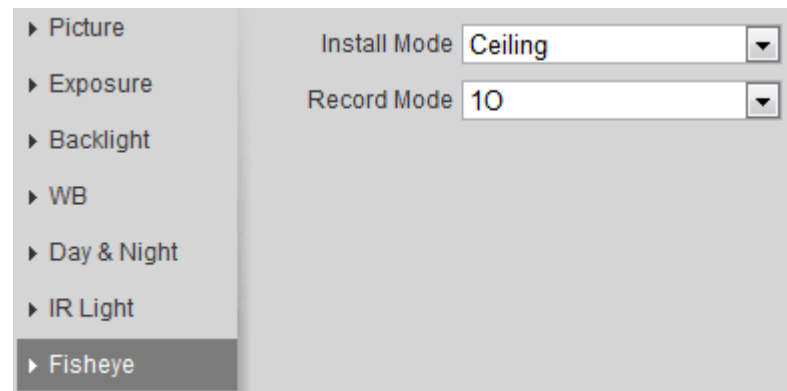 Picture
Exposure
Backlight
WB
Day & Night
IR Light
Fisheye
Install Mode Ceiling
Record Mode 1O